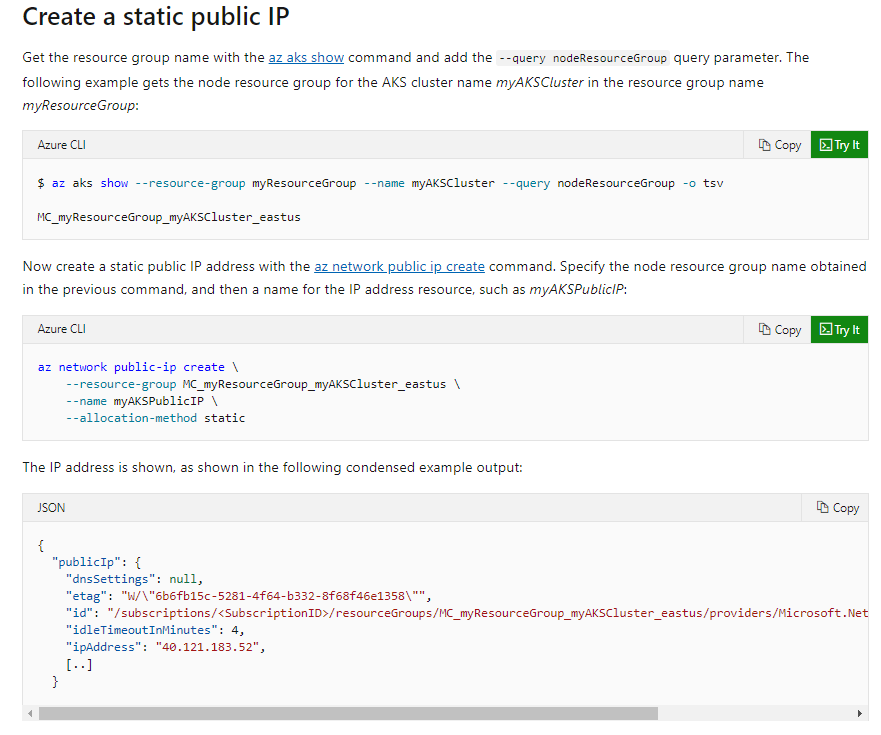 Create a static public IP
Get the resource group name with the az aks show command and add the --query nodeResourceGroup query parameter. The
following example gets the node resource group for the AKS cluster name myAKSCluster in the resource group name
myResourceGroup:
Azure CLI Copy Try It
$ az aks show --resource-group myResourceGroup --name myAKSCluster --query nodeResourceGroup -o tsv
MC_myResourceGroup_myAKSCluster_eastus
Now create a static public IP address with the az network public ip create command. Specify the node resource group name obtained
in the previous command, and then a name for the IP address resource, such as myAKSPublicIP:
Azure CLI Copy Try It
az network public-ip create \
--resource-group MC_myResourceGroup_myAKSCluster_eastus \
--name myAKSPublicIP \
--allocation-method static
The IP address is shown, as shown in the following condensed example output:
JSON Copy
{
"publicIp": {
"dnsSettings": null,
"etag": "W/\"6b6fb15c-5281-4f64-b332-8f68f46e1358\"",
"id": "/subscriptions/<SubscriptionID>/resourceGroups/MC_myResourceGroup_myAKSCluster_eastus/providers/Microsoft.Net
"idleTimeoutInMinutes": 4,
"ipAddress": "40.121.183.52",
[..]
}